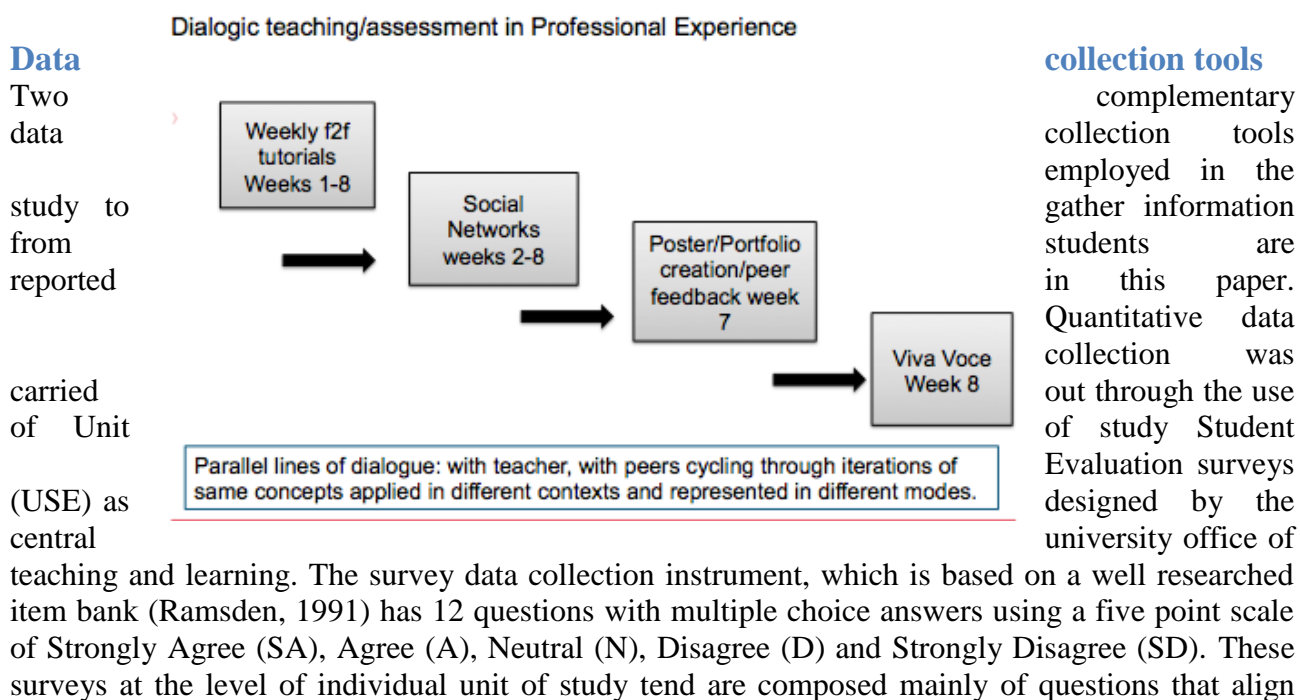 Dialogic teaching/assessment in Professional Experience
Data collection tools
Two complementary
data collection tools
employed in the
study to gather information
from students are
reported in this paper.
Quantitative data
collection was
carried out through the use
of Unit of study Student
Evaluation surveys
(USE) as designed by the
central university office of
teaching and learning. The survey data collection instrument, which is based on a well researched
item bank (Ramsden, 1991) has 12 questions with multiple choice answers using a five point scale
of Strongly Agree (SA), Agree (A), Neutral (N), Disagree (D) and Strongly Disagree (SD). These
surveys at the level of individual unit of study tend are composed mainly of questions that align
Weekly f2f
tutorials
Weeks 1-8
Social
Networks
weeks 2-8
Poster/Portfolio
creation/peer
feedback week
7
Viva Voce
Week 8
Parallel lines of dialogue: with teacher, with peers cycling through iterations of
same concepts applied in different contexts and represented in different modes.